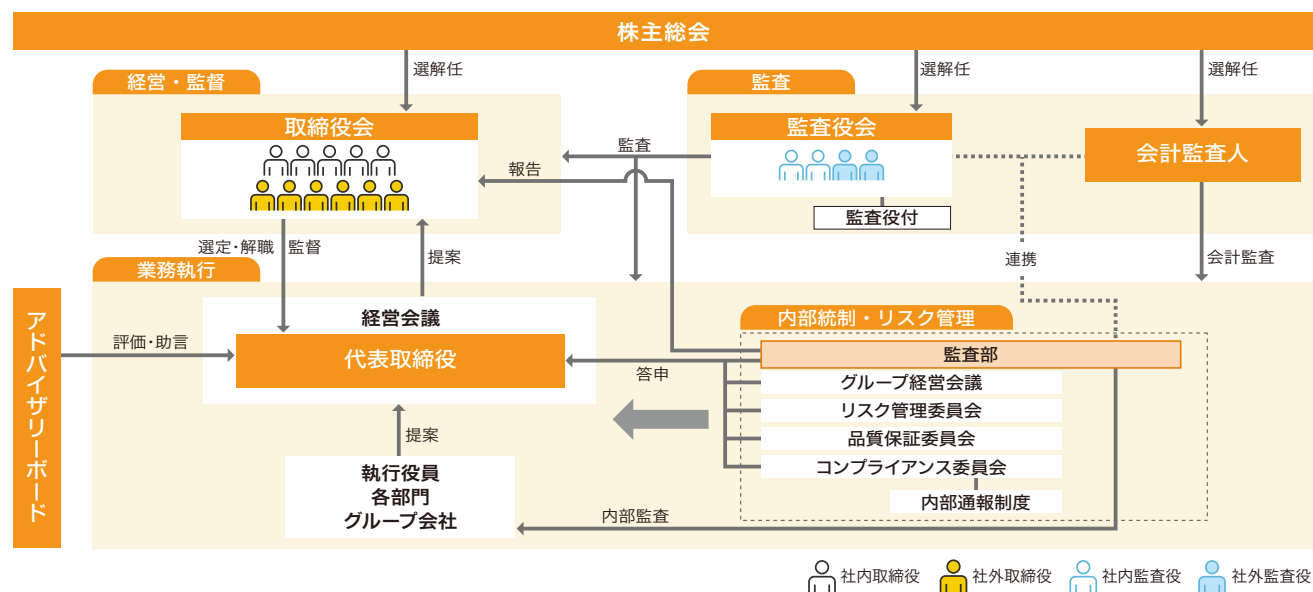 株主総会
選解任
選解任
選解任
経営・監督
監査
取締役会
監査役会
会計監査人
監査
報告
監査役付
選定・解職
監督
提案
連携
会計監査
業務執行
アドバイザリーボード
経営会議
代表取締役
評価・助言
内部統制・リスク管理
監査部
答申
グループ経営会議
リスク管理委員会
品質保証委員会
コンプライアンス委員会
内部通報制度
提案
執行役員
各部門
グループ会社
内部監査
社内取締役
社外取締役
社内監査役
社外監査役